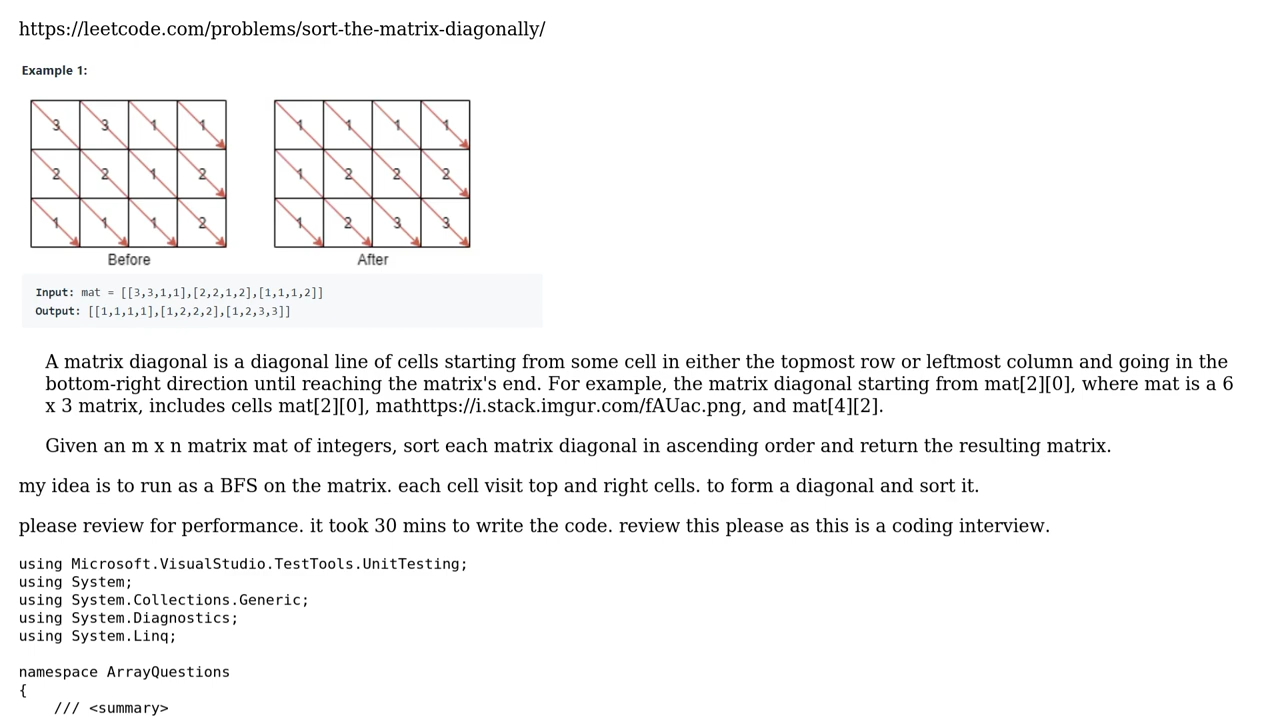 https://leetcode.com/problems/sort-the-matrix-diagonally/
Example 1:
3 3 1 1
2 2 1 2
1 1 1 2
Before
1 1 1 1
1 2 2 2
1 2 3 3
After
Input: mat = [[3,3,1,1],[2,2,1,2],[1,1,1,2]]
Output: [[1,1,1,1],[1,2,2,2],[1,2,3,3]]
A matrix diagonal is a diagonal line of cells starting from some cell in either the topmost row or leftmost column and going in the
bottom-right direction until reaching the matrix's end. For example, the matrix diagonal starting from mat[2][0], where mat is a 6
x 3 matrix, includes cells mat[2][0], mathttps://i.stack.imgur.com/fAUac.png, and mat[4][2].
Given an m x n matrix mat of integers, sort each matrix diagonal in ascending order and return the resulting matrix.
my idea is to run as a BFS on the matrix. each cell visit top and right cells. to form a diagonal and sort it.
please review for performance. it took 30 mins to write the code. review this please as this is a coding interview.
using Microsoft.VisualStudio.TestTools.UnitTesting;
using System;
using System.Collections.Generic;
using System.Diagnostics;
using System.Linq;
namespace ArrayQuestions
{
/// <summary>